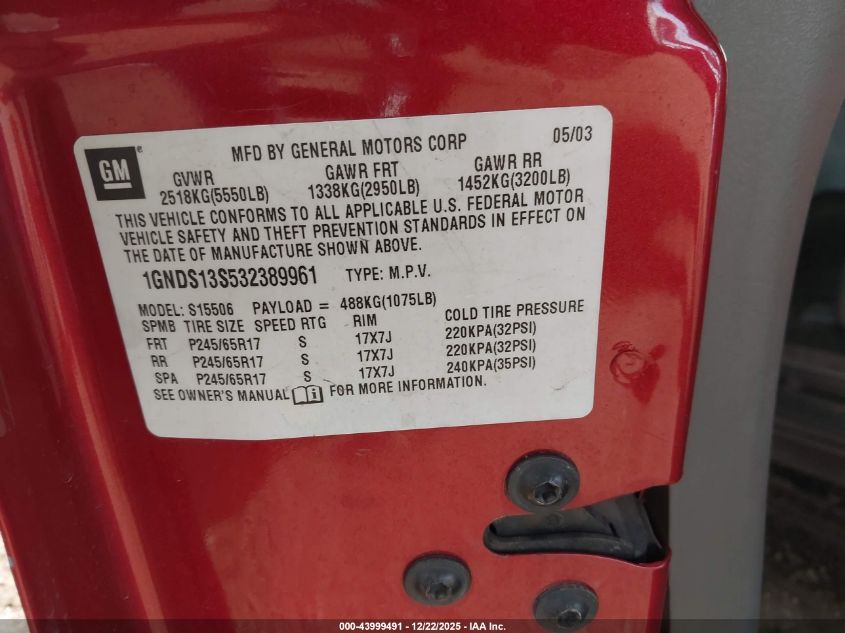 GM®
MFD BY GENERAL MOTORS CORP 05/03
GVWR GAWR FRT GAWR RR
2518KG(5550LB) 1338KG(2950LB) 1452KG(3200LB)
THIS VEHICLE CONFORMS TO ALL APPLICABLE U.S. FEDERAL MOTOR
VEHICLE SAFETY AND THEFT PREVENTION STANDARDS IN EFFECT ON
THE DATE OF MANUFACTURE SHOWN ABOVE.
1GNDS13S532389961 TYPE: M.P.V.
MODEL: S15506 PAYLOAD = 488KG(1075LB)
SPMB TIRE SIZE SPEED RTG RIM COLD TIRE PRESSURE
FRT P245/65R17 S 17X7J 220KPA(32PSI)
RR P245/65R17 S 17X7J 220KPA(32PSI)
SPA P245/65R17 S 17X7J 240KPA(35PSI)
SEE OWNER'S MANUAL i FOR MORE INFORMATION.
000-43999491 - 12/22/2025 - IAA Inc.